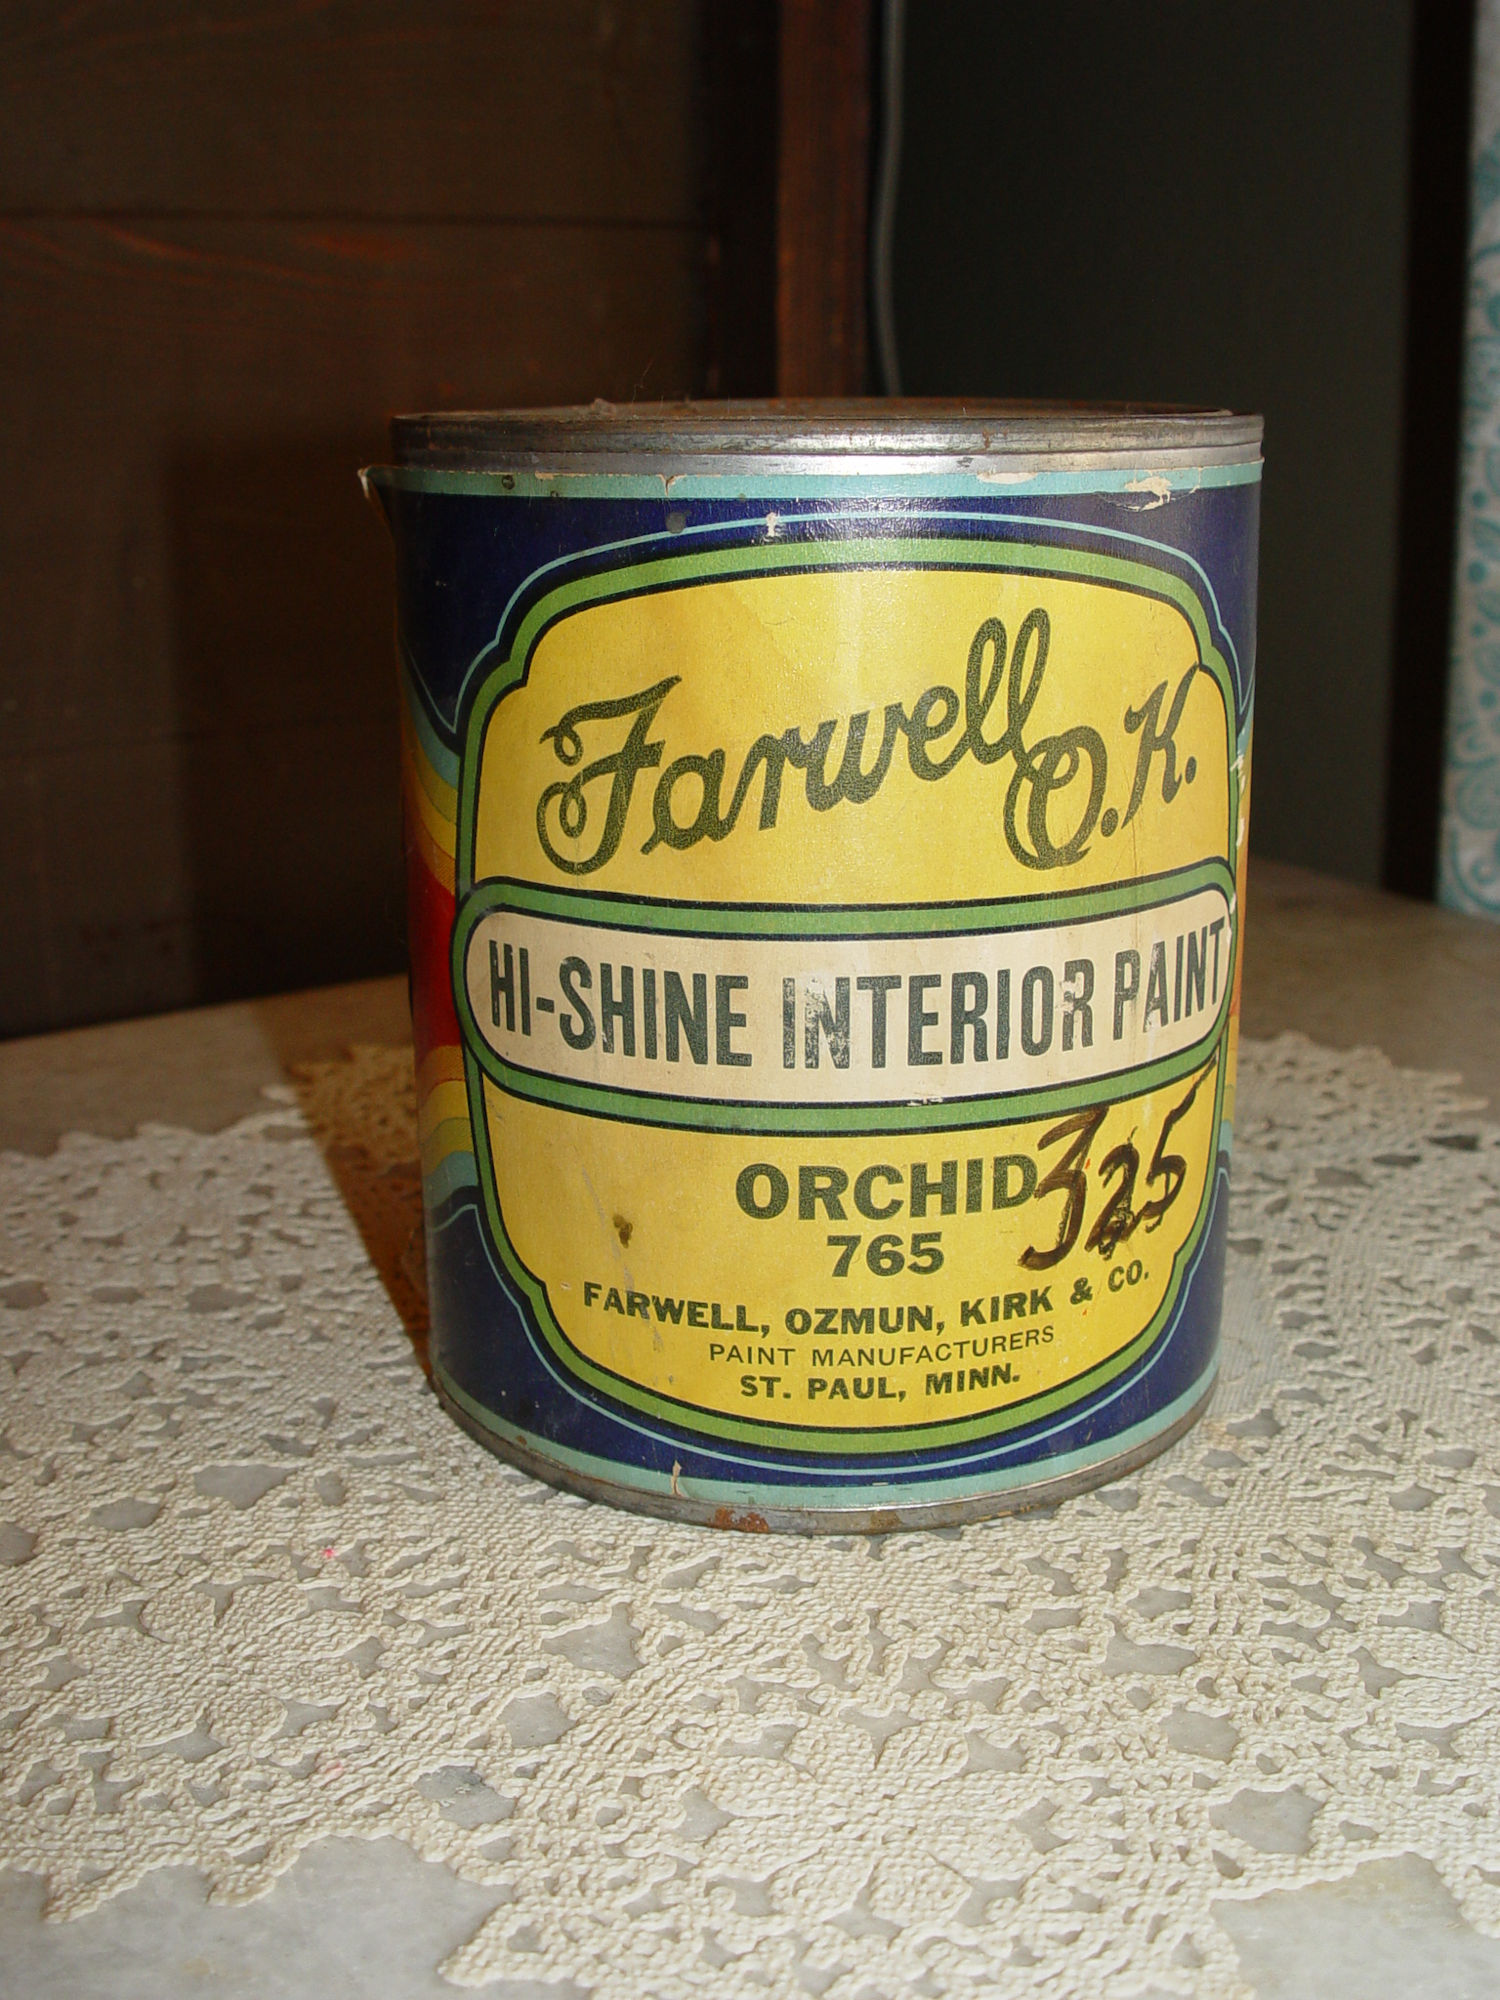 Farwell O.K.
HI-SHINE INTERIOR PAINT
ORCHID 325
765
FARWELL, OZMUN, KIRK & CO.
PAINT MANUFACTURERS
ST. PAUL, MINN.